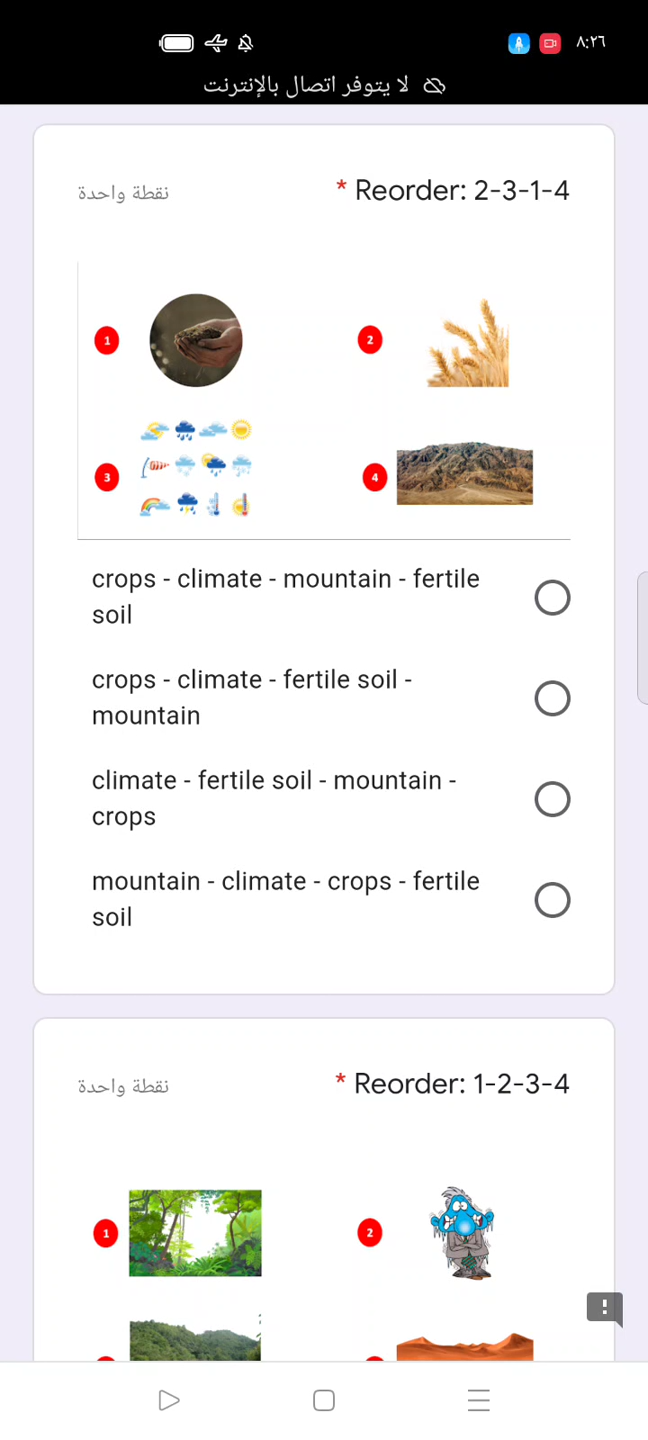 ٨:٢٦
لا يتوفر اتصال بالإنترنت
* Reorder: 2-3-1-4
نقطة واحدة
1
2
3
4
crops - climate - mountain - fertile
soil
crops - climate - fertile soil -
mountain
climate - fertile soil - mountain -
crops
mountain - climate - crops - fertile
soil
* Reorder: 1-2-3-4
نقطة واحدة
1
2